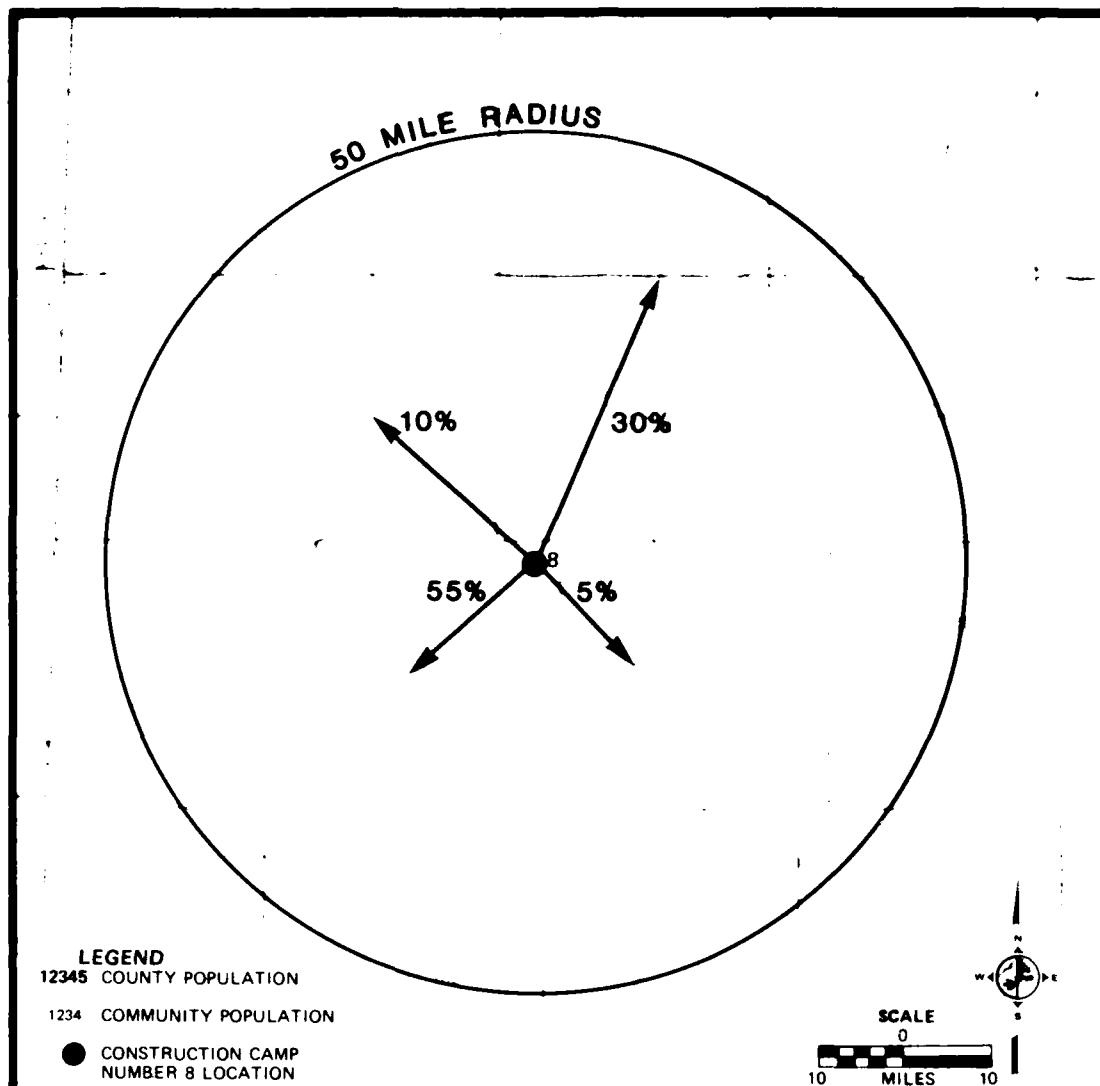 50 MILE RADIUS
10%
30%
8
55%
5%
LEGEND
12345 COUNTY POPULATION
1234 COMMUNITY POPULATION
CONSTRUCTION CAMP
NUMBER 8 LOCATION
N
W E
S
SCALE
0
10 MILES 10